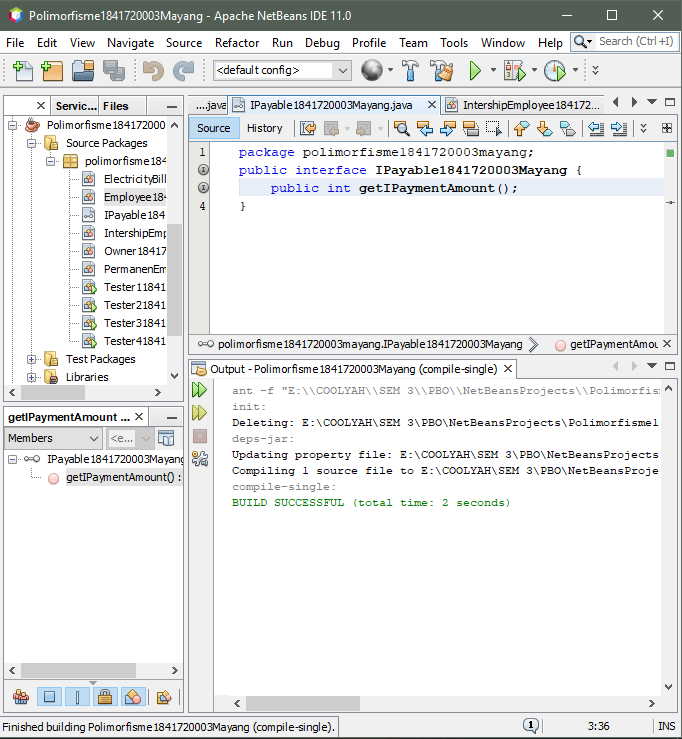 Polimorfisme1841720003Mayang - Apache NetBeans IDE 11.0
File Edit View Navigate Source Refactor Run Debug Profile Team Tools Window Help Search (Ctrl+I)
<default config>
Servic... Files
Polimorfisme184172000
Source Packages
polimorfisme184
ElectricityBill
Employee184
IPayable184
IntershipEm
Owner18417
PermanenEm
Tester11841
Tester21841
Tester31841
Tester41841
Test Packages
Libraries
....java IPayable1841720003Mayang.java IntershipEmployee184172...
Source History
1 package polimorfisme1841720003mayang;
public interface IPayable1841720003Mayang {
public int getIPaymentAmount();
4 }
polimorfisme1841720003mayang.IPayable1841720003Mayang getIPaymentAmou
getIPaymentAmount ...
Members <e...
IPayable1841720003Mayang
getIPaymentAmount() :
Output - Polimorfisme1841720003Mayang (compile-single)
ant -f "E:\\COOLYAH\\SEM 3\\PBO\\NetBeansProjects\\Polimorfism
init:
Deleting: E:\COOLYAH\SEM 3\PBO\NetBeansProjects\Polimorfisme1
deps-jar:
Updating property file: E:\COOLYAH\SEM 3\PBO\NetBeansProjects
Compiling 1 source file to E:\COOLYAH\SEM 3\PBO\NetBeansProje
compile-single:
BUILD SUCCESSFUL (total time: 2 seconds)
Finished building Polimorfisme1841720003Mayang (compile-single). 1 3:36 INS